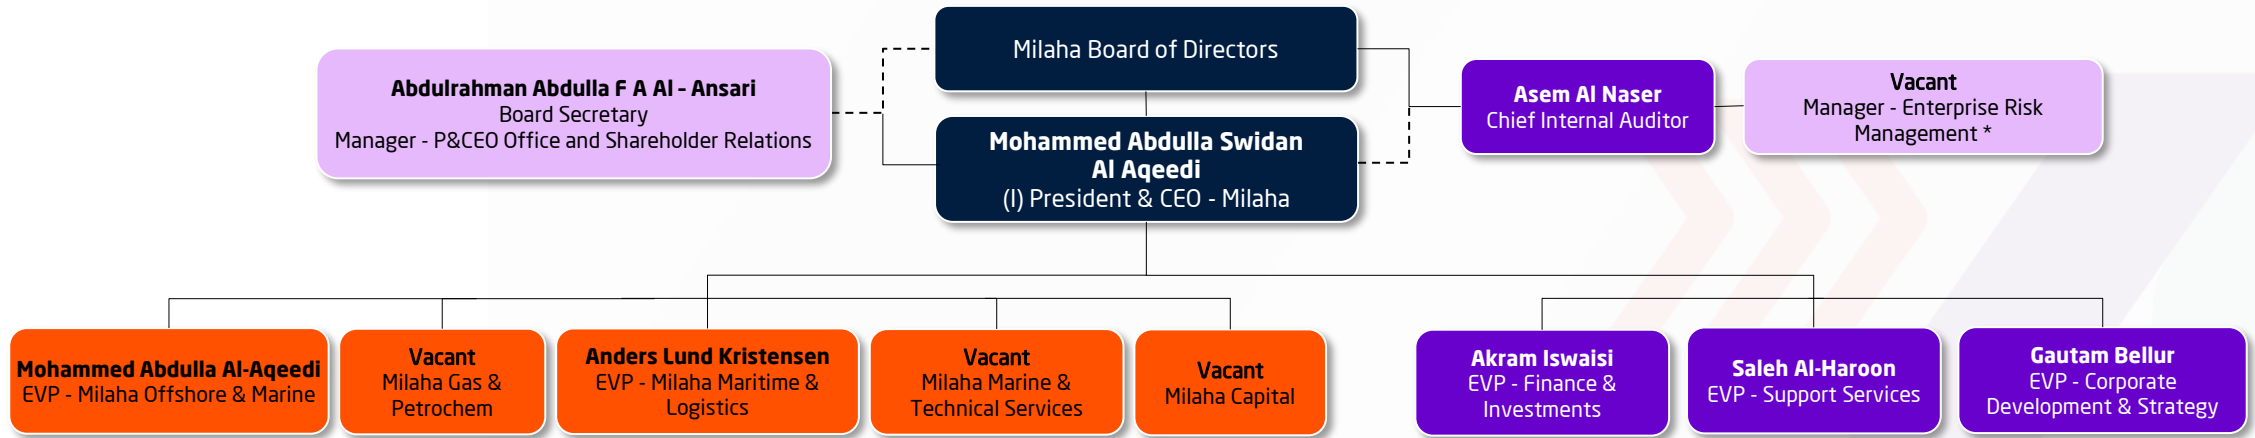 Milaha Board of Directors
Abdulrahman Abdulla F A Al – Ansari
Board Secretary
Manager - P&CEO Office and Shareholder Relations
Mohammed Abdulla Swidan
Al Aqeedi
(I) President & CEO - Milaha
Asem Al Naser
Chief Internal Auditor
Vacant
Manager - Enterprise Risk
Management *
Mohammed Abdulla Al-Aqeedi
EVP - Milaha Offshore & Marine
Vacant
Milaha Gas &
Petrochem
Anders Lund Kristensen
EVP - Milaha Maritime &
Logistics
Vacant
Milaha Marine &
Technical Services
Vacant
Milaha Capital
Akram Iswaisi
EVP - Finance &
Investments
Saleh Al-Haroon
EVP - Support Services
Gautam Bellur
EVP - Corporate
Development & Strategy